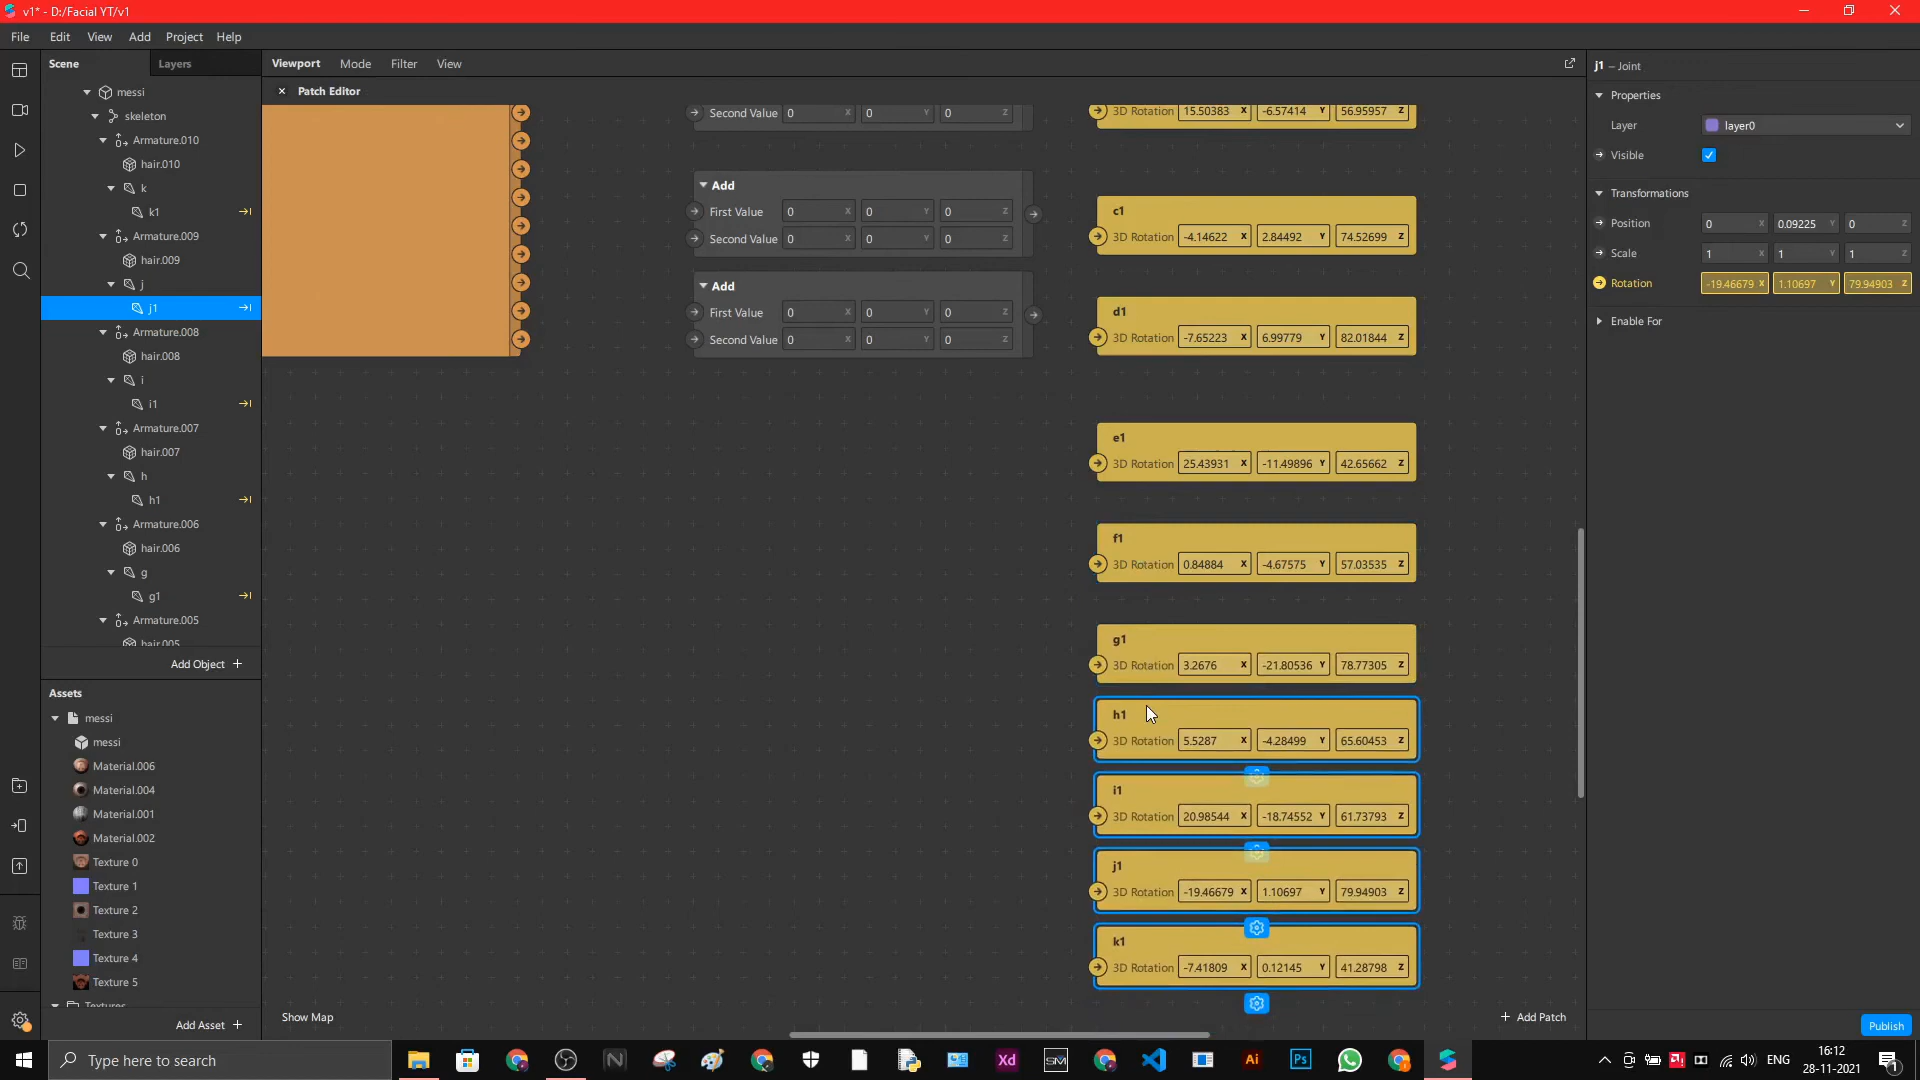 v1* - D:/Facial YT/v1
File Edit View Add Project Help
Scene Layers
messi
skeleton
Armature.010
hair.010
k
k1
Armature.009
hair.009
j
j1
Armature.008
hair.008
i
i1
Armature.007
hair.007
h
h1
Armature.006
hair.006
g
g1
Armature.005
hair.005
Add Object +
Assets
messi
messi
Material.006
Material.004
Material.001
Material.002
Texture 0
Texture 1
Texture 2
Texture 3
Texture 4
Texture 5
Textures
Add Asset +
Viewport Mode Filter View
Patch Editor
Second Value 0 X 0 Y 0 Z
Add
First Value 0 X 0 Y 0 Z
Second Value 0 X 0 Y 0 Z
Add
First Value 0 X 0 Y 0 Z
Second Value 0 X 0 Y 0 Z
3D Rotation 15.50383 X -6.57414 Y 56.95957 Z
c1
3D Rotation -4.14622 X 2.84492 Y 74.52699 Z
d1
3D Rotation -7.65223 X 6.99779 Y 82.01844 Z
e1
3D Rotation 25.43931 X -11.49896 Y 42.65662 Z
f1
3D Rotation 0.84884 X -4.67575 Y 57.03535 Z
g1
3D Rotation 3.2676 X -21.80536 Y 78.77305 Z
h1
3D Rotation 5.5287 X -4.28499 Y 65.60453 Z
i1
3D Rotation 20.98544 X -18.74552 Y 61.73793 Z
j1
3D Rotation -19.46679 X 1.10697 Y 79.94903 Z
k1
3D Rotation -7.41809 X 0.12145 Y 41.28798 Z
Show Map
+ Add Patch
j1 – Joint
Properties
Layer layer0
Visible
Transformations
Position 0 X 0.09225 Y 0 Z
Scale 1 X 1 Y 1 Z
Rotation -19.46679 X 1.10697 Y 79.94903 Z
Enable For
Publish
Type here to search
Xd SM Ai Ps
ENG
16:12
28-11-2021
1